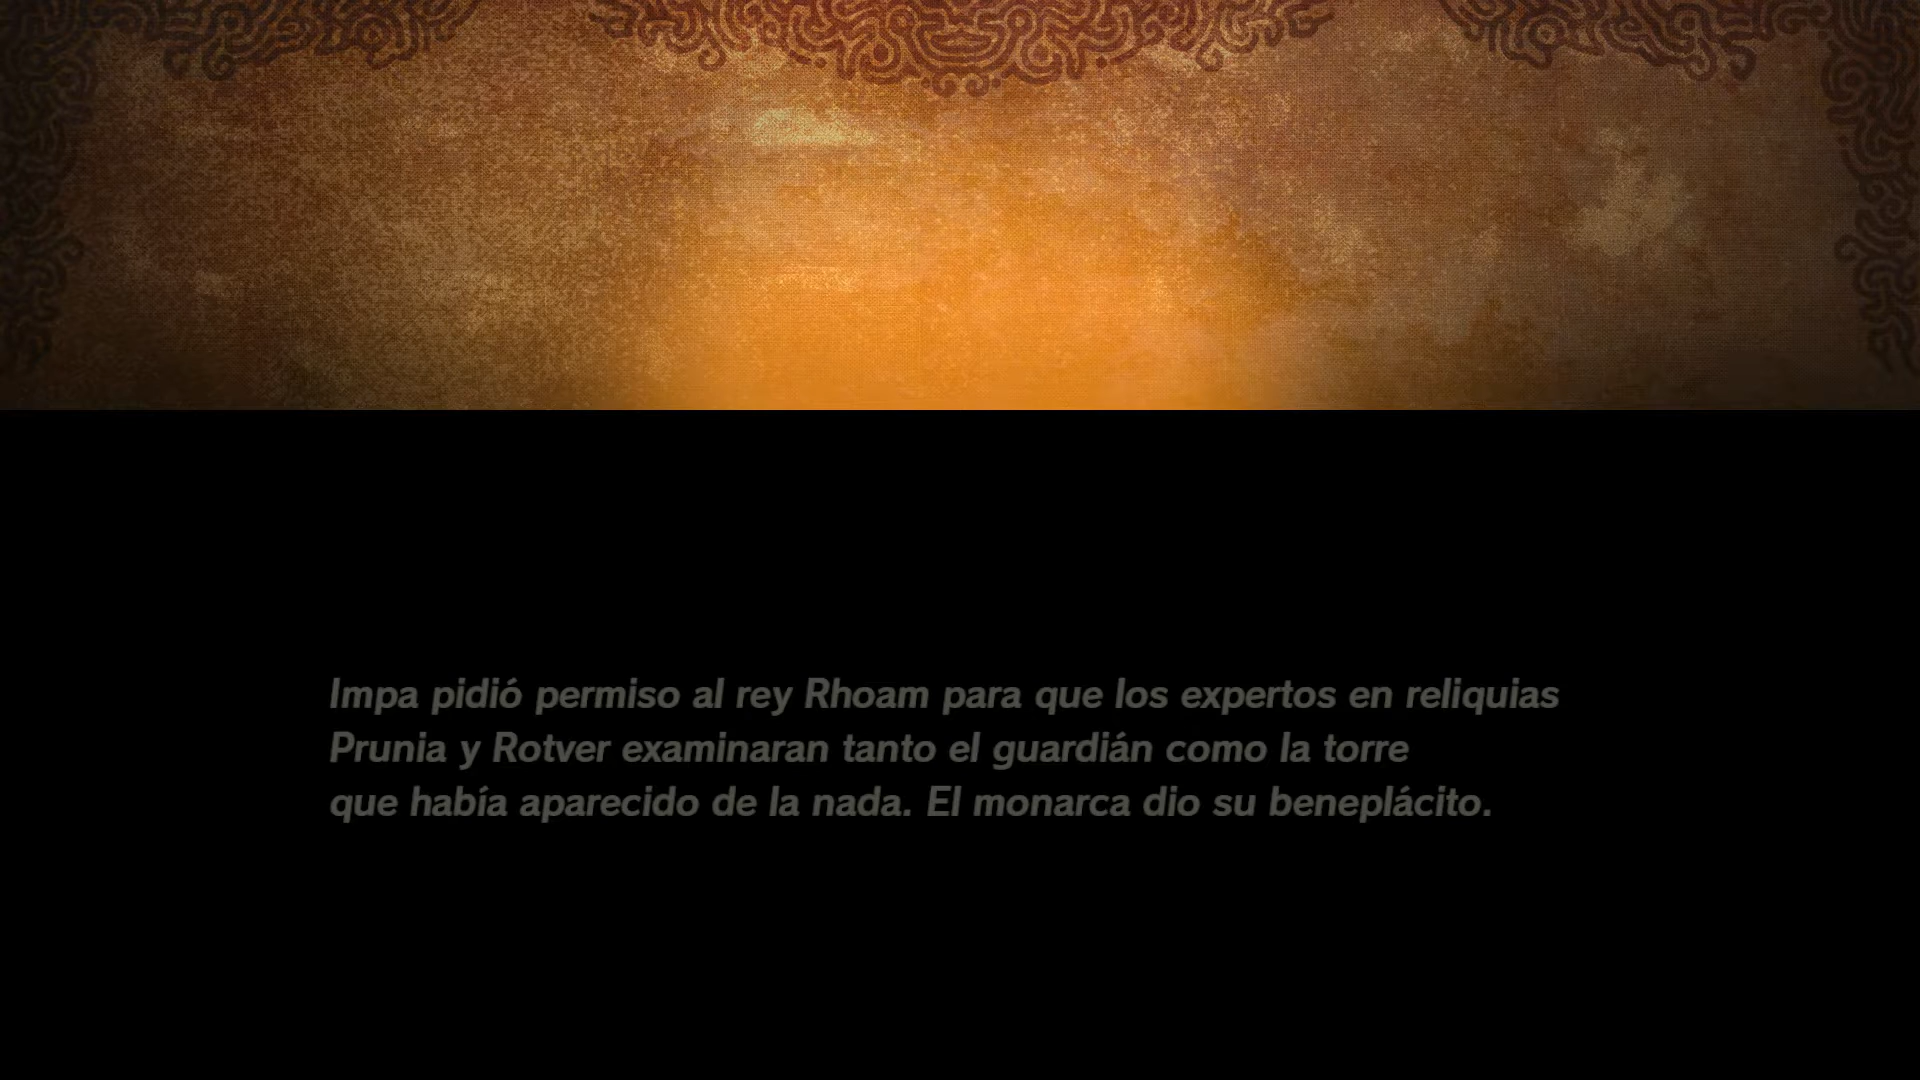 Impa pidió permiso al rey Rhoam para que los expertos en reliquias
Prunia y Rotver examinaran tanto el guardián como la torre
que había aparecido de la nada. El monarca dio su beneplácito.